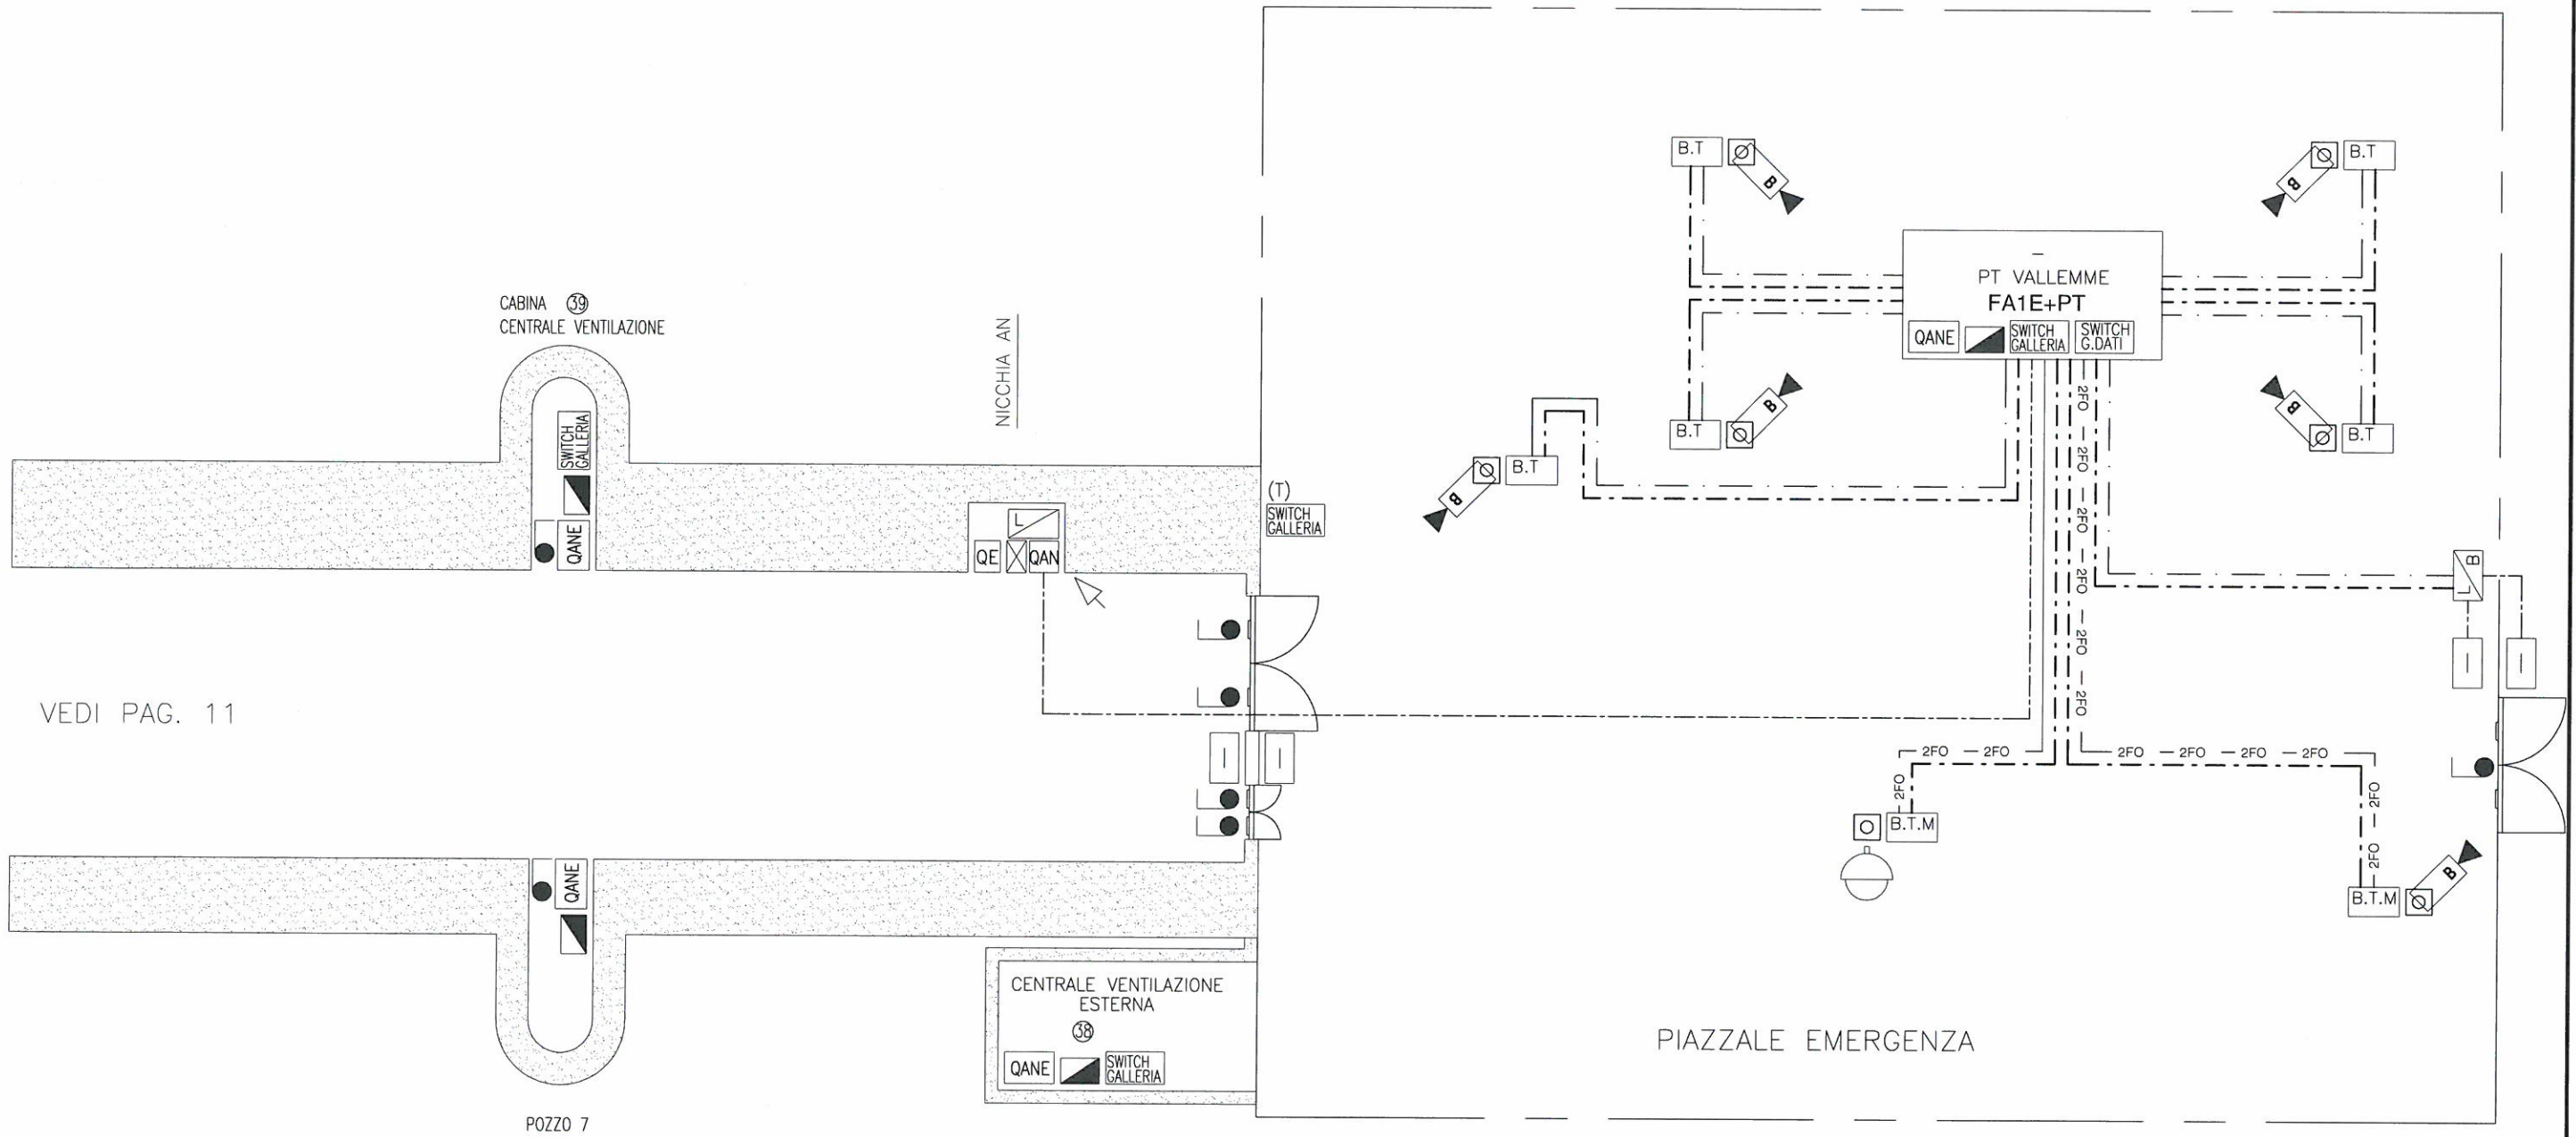 B.T
B
B
B.T
–
PT VALLEMME
FA1E+PT
QANE
SWITCH
GALLERIA
SWITCH
G.DATI
CABINA 39
CENTRALE VENTILAZIONE
NICCHIA AN
SWITCH
GALLERIA
QANE
B.T
B
B
B.T
B
B.T
(T)
SWITCH
GALLERIA
L
QE
QAN
2FO
2FO
2FO
2FO
2FO
2FO
L
B
VEDI PAG. 11
2FO
2FO
2FO
2FO
2FO
2FO
2FO
2FO
2FO
B.T.M
B.T.M
B
QANE
CENTRALE VENTILAZIONE
ESTERNA
38
QANE
SWITCH
GALLERIA
PIAZZALE EMERGENZA
POZZO 7